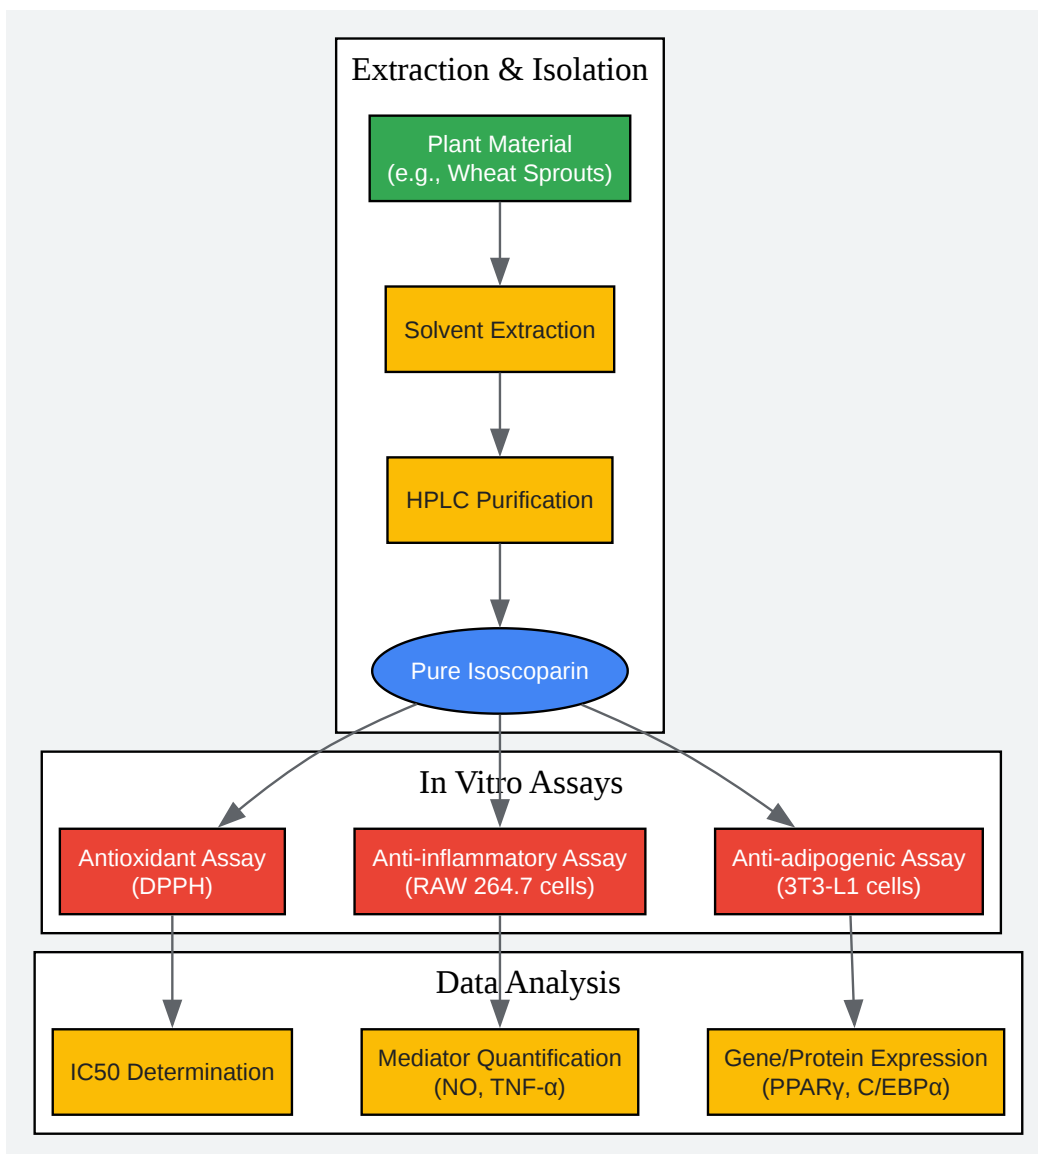 Extraction & Isolation
Plant Material
(e.g., Wheat Sprouts)
Solvent Extraction
HPLC Purification
Pure Isoscoparin
In Vitro Assays
Antioxidant Assay
(DPPH)
Anti-inflammatory Assay
(RAW 264.7 cells)
Anti-adipogenic Assay
(3T3-L1 cells)
Data Analysis
IC50 Determination
Mediator Quantification
(NO, TNF-α)
Gene/Protein Expression
(PPARγ, C/EBPα)